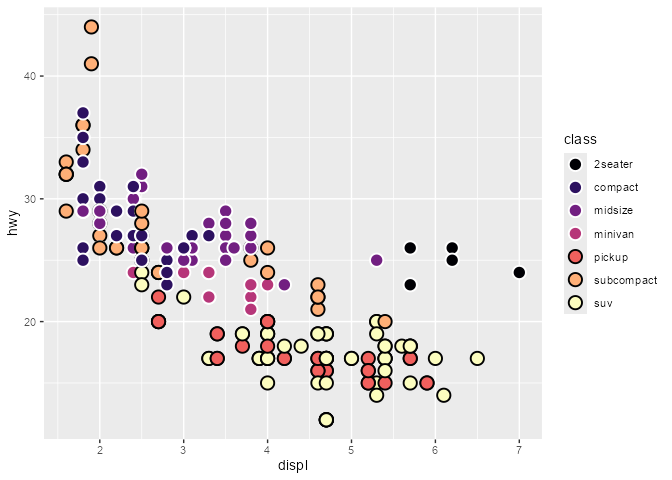 40
30
20
hwy
2
3
4
5
6
7
displ
class
2seater
compact
midsize
minivan
pickup
subcompact
suv